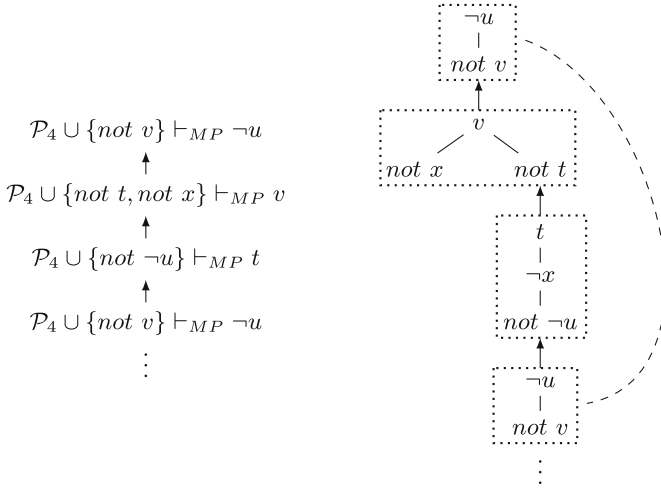 𝒫₄ ∪ {not v} ⊢MP ¬u
𝒫₄ ∪ {not t, not x} ⊢MP v
𝒫₄ ∪ {not ¬u} ⊢MP t
𝒫₄ ∪ {not v} ⊢MP ¬u
⋮
¬u
not v
v
not x not t
t
¬x
not ¬u
¬u
not v
⋮